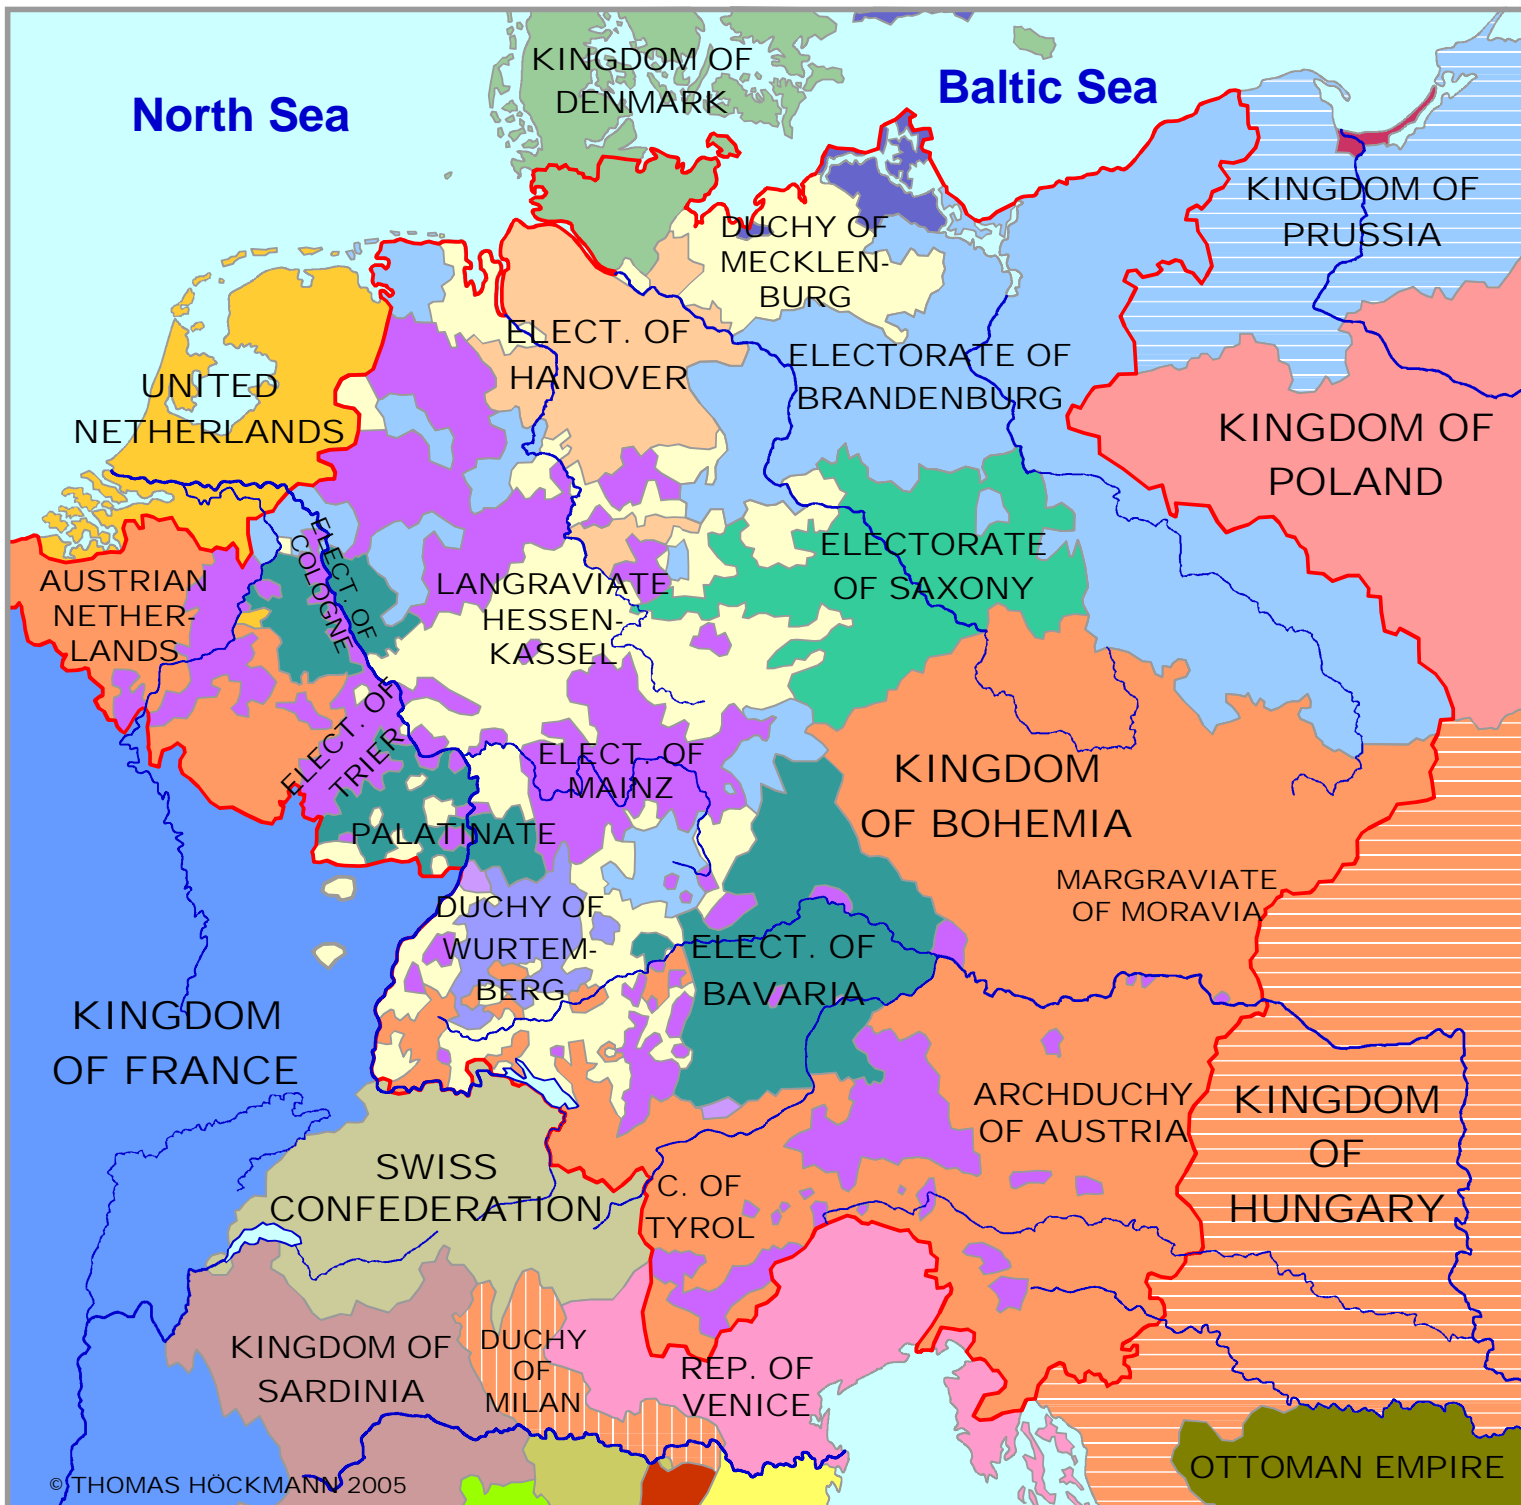 KINGDOM OF
DENMARK
North Sea
Baltic Sea
KINGDOM OF
PRUSSIA
DUCHY OF
MECKLEN-
BURG
ELECT. OF
HANOVER
ELECTORATE OF
BRANDENBURG
UNITED
NETHERLANDS
KINGDOM OF
POLAND
ELECT. OF
COLOGNE
ELECTORATE
OF SAXONY
AUSTRIAN
NETHER-
LANDS
LANGRAVIATE
HESSEN-
KASSEL
ELECT. OF
TRIER
ELECT. OF
MAINZ
KINGDOM
OF BOHEMIA
PALATINATE
MARGRAVIATE
OF MORAVIA
DUCHY OF
WURTEM-
BERG
ELECT. OF
BAVARIA
KINGDOM
OF FRANCE
ARCHDUCHY
OF AUSTRIA
KINGDOM
OF
HUNGARY
SWISS
CONFEDERATION
C. OF
TYROL
KINGDOM OF
SARDINIA
DUCHY
OF
MILAN
REP. OF
VENICE
OTTOMAN EMPIRE
© THOMAS HÖCKMANN 2005